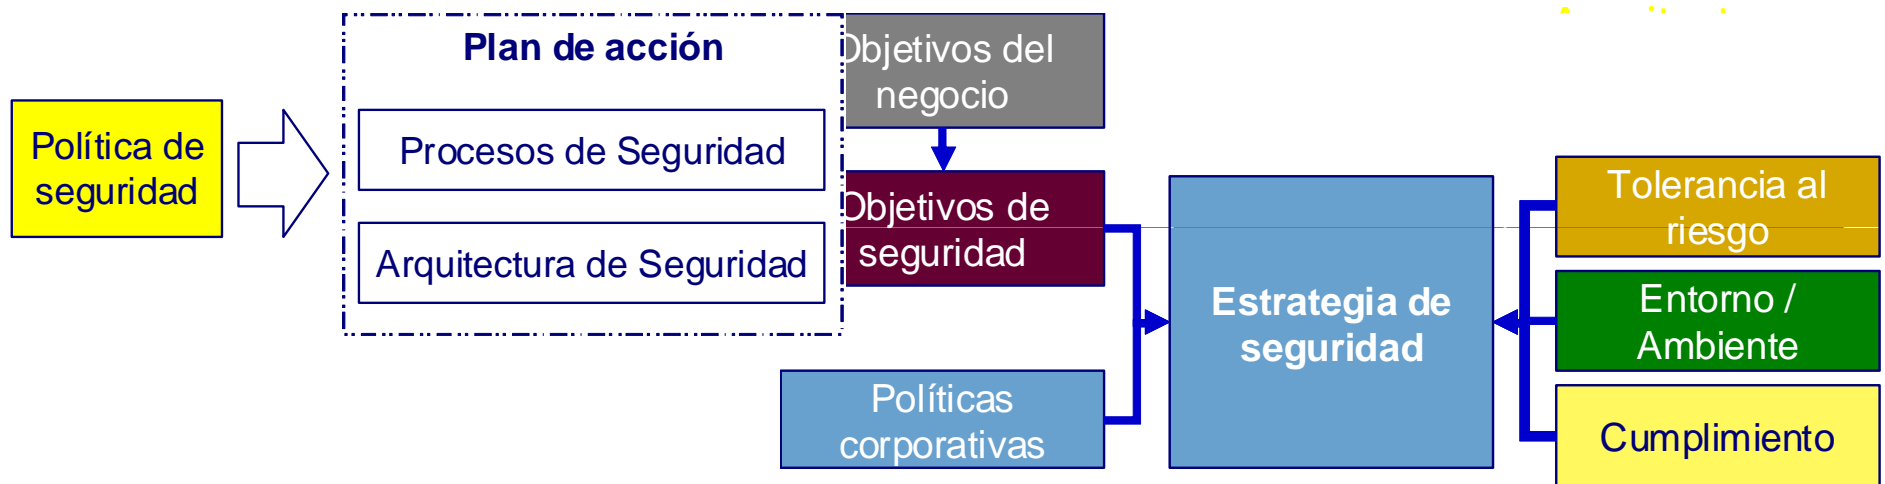 Plan de acción
Política de
seguridad
Procesos de Seguridad
Arquitectura de Seguridad
Objetivos del
negocio
Objetivos de
seguridad
Políticas
corporativas
Estrategia de
seguridad
Tolerancia al
riesgo
Entorno /
Ambiente
Cumplimiento